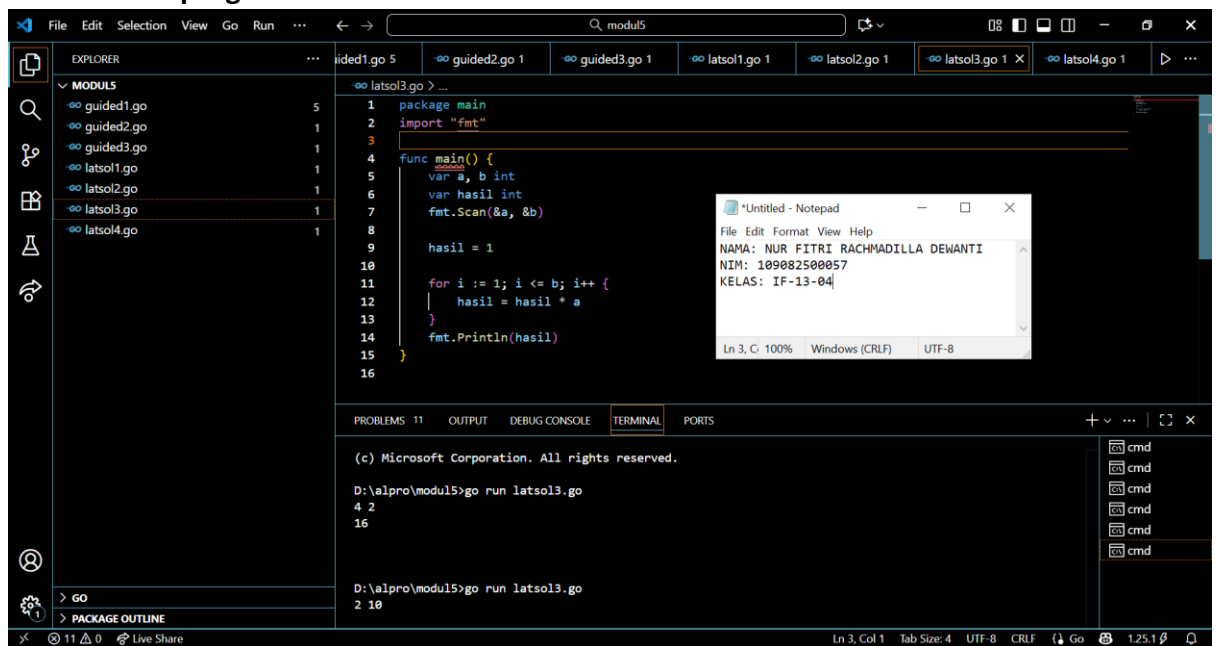 File Edit Selection View Go Run ... modul5
EXPLORER ...
MODUL5
guided1.go 5
guided2.go 1
guided3.go 1
latsol1.go 1
latsol2.go 1
latsol3.go 1
latsol4.go 1
GO
PACKAGE OUTLINE
uided1.go 5 guided2.go 1 guided3.go 1 latsol1.go 1 latsol2.go 1 latsol3.go 1 latsol4.go 1
latsol3.go > ...
1 package main
2 import "fmt"
3
4 func main() {
5 var a, b int
6 var hasil int
7 fmt.Scan(&a, &b)
8
9 hasil = 1
10
11 for i := 1; i <= b; i++ {
12 hasil = hasil * a
13 }
14 fmt.Println(hasil)
15 }
16
*Untitled - Notepad
File Edit Format View Help
NAMA: NUR FITRI RACHMADILLA DEWANTI
NIM: 109082500057
KELAS: IF-13-04
Ln 3, C 100% Windows (CRLF) UTF-8
PROBLEMS 11 OUTPUT DEBUG CONSOLE TERMINAL PORTS
(c) Microsoft Corporation. All rights reserved.
D:\alpro\modul5>go run latsol3.go
4 2
16
D:\alpro\modul5>go run latsol3.go
2 10
cmd
cmd
cmd
cmd
cmd
cmd
11 0 Live Share Ln 3, Col 1 Tab Size: 4 UTF-8 CRLF Go 1.25.1